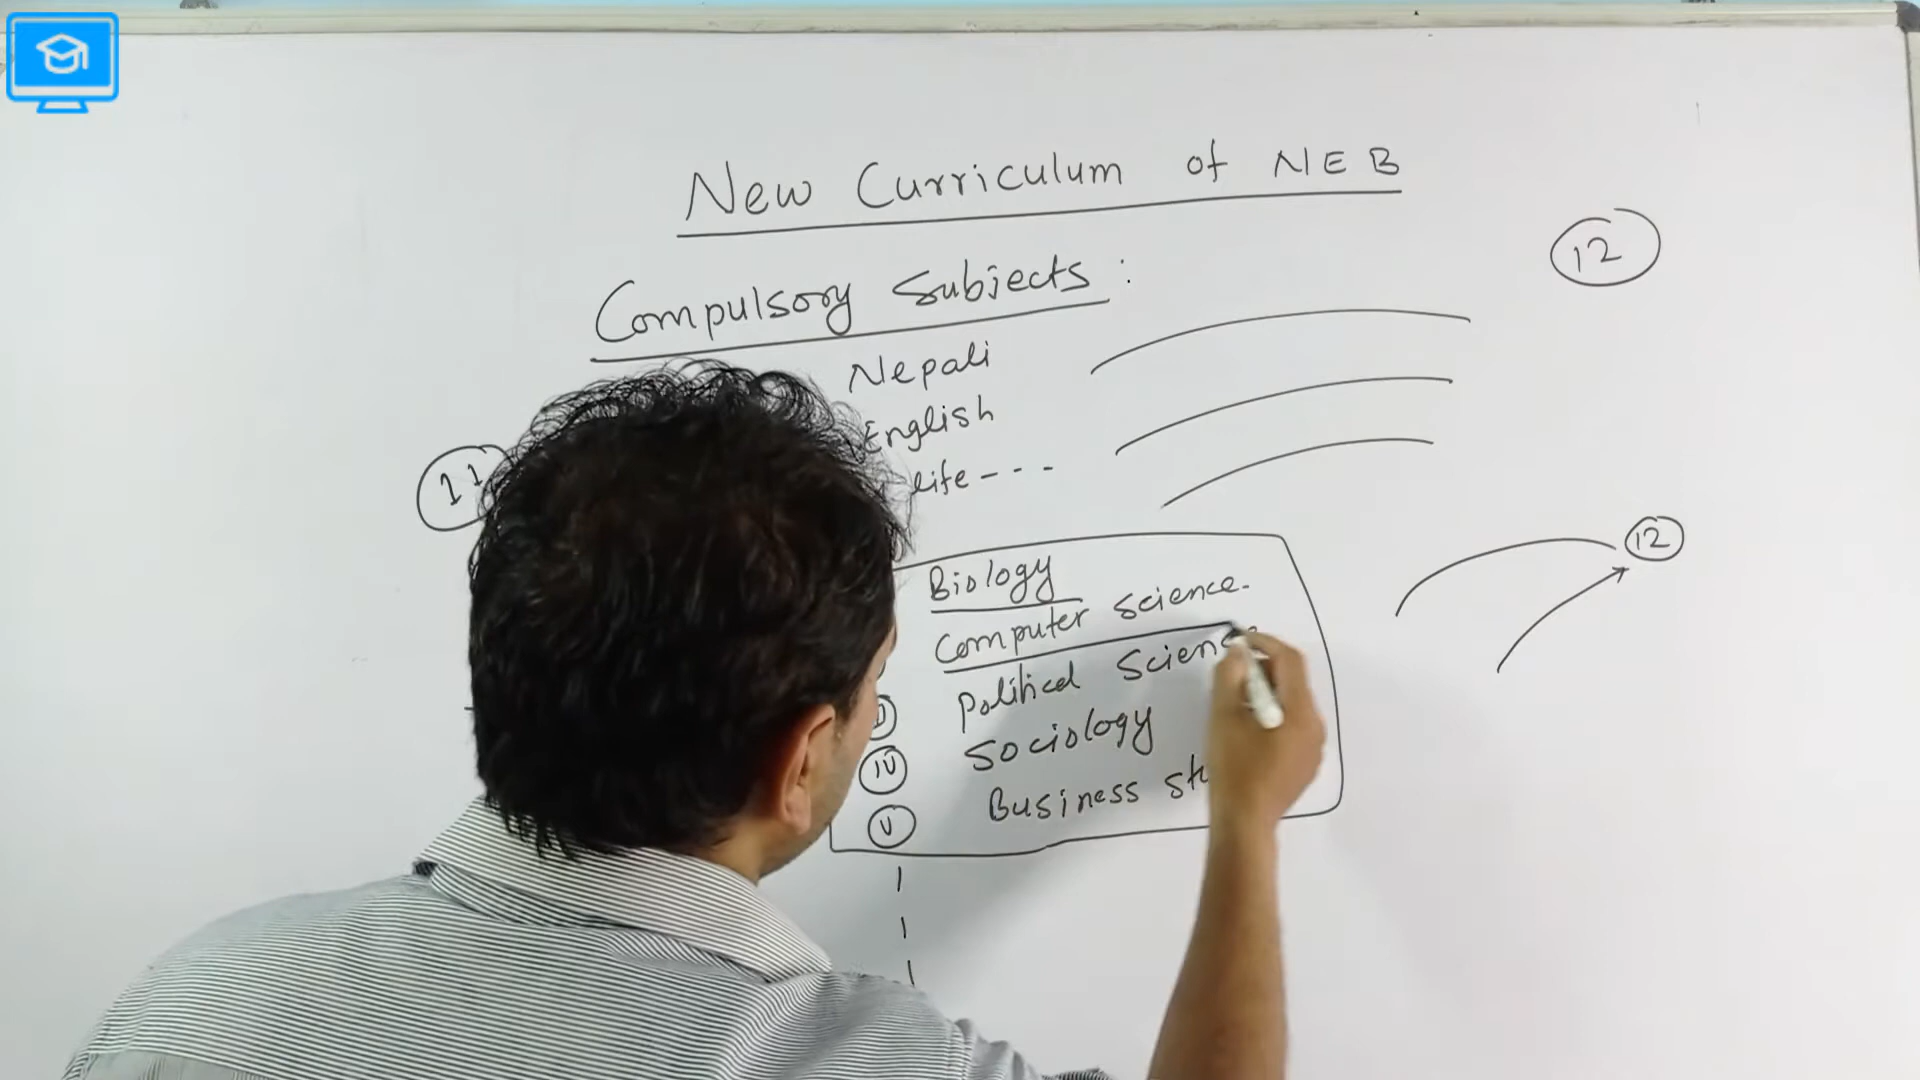 New Curriculum of NEB
12
Compulsory Subjects :
Nepali
English
11
life - - -
12
Biology
Computer Science.
Political Science
IV Sociology
V Business